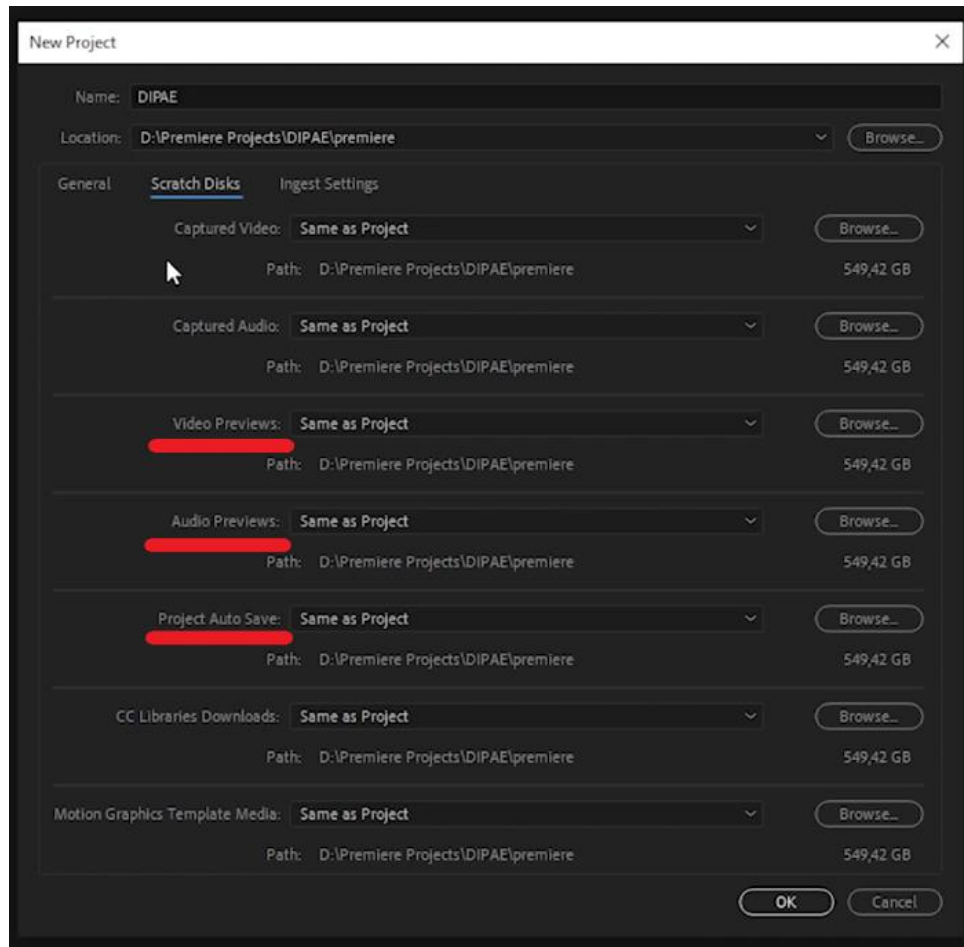 New Project
Name: DIPAE
Location: D:\Premiere Projects\DIPAE\premiere Browse...
General Scratch Disks Ingest Settings
Captured Video: Same as Project Browse...
Path: D:\Premiere Projects\DIPAE\premiere 549,42 GB
Captured Audio: Same as Project Browse...
Path: D:\Premiere Projects\DIPAE\premiere 549,42 GB
Video Previews: Same as Project Browse...
Path: D:\Premiere Projects\DIPAE\premiere 549,42 GB
Audio Previews: Same as Project Browse...
Path: D:\Premiere Projects\DIPAE\premiere 549,42 GB
Project Auto Save: Same as Project Browse...
Path: D:\Premiere Projects\DIPAE\premiere 549,42 GB
CC Libraries Downloads: Same as Project Browse...
Path: D:\Premiere Projects\DIPAE\premiere 549,42 GB
Motion Graphics Template Media: Same as Project Browse...
Path: D:\Premiere Projects\DIPAE\premiere 549,42 GB
OK Cancel